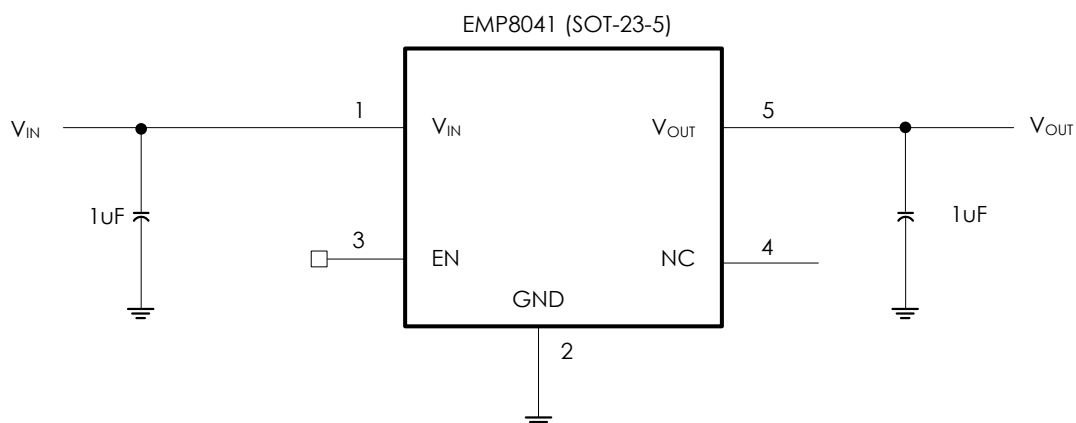 EMP8041 (SOT-23-5)
1
5
VIN
VIN
VOUT
VOUT
1uF
1uF
3
EN
NC
4
GND
2